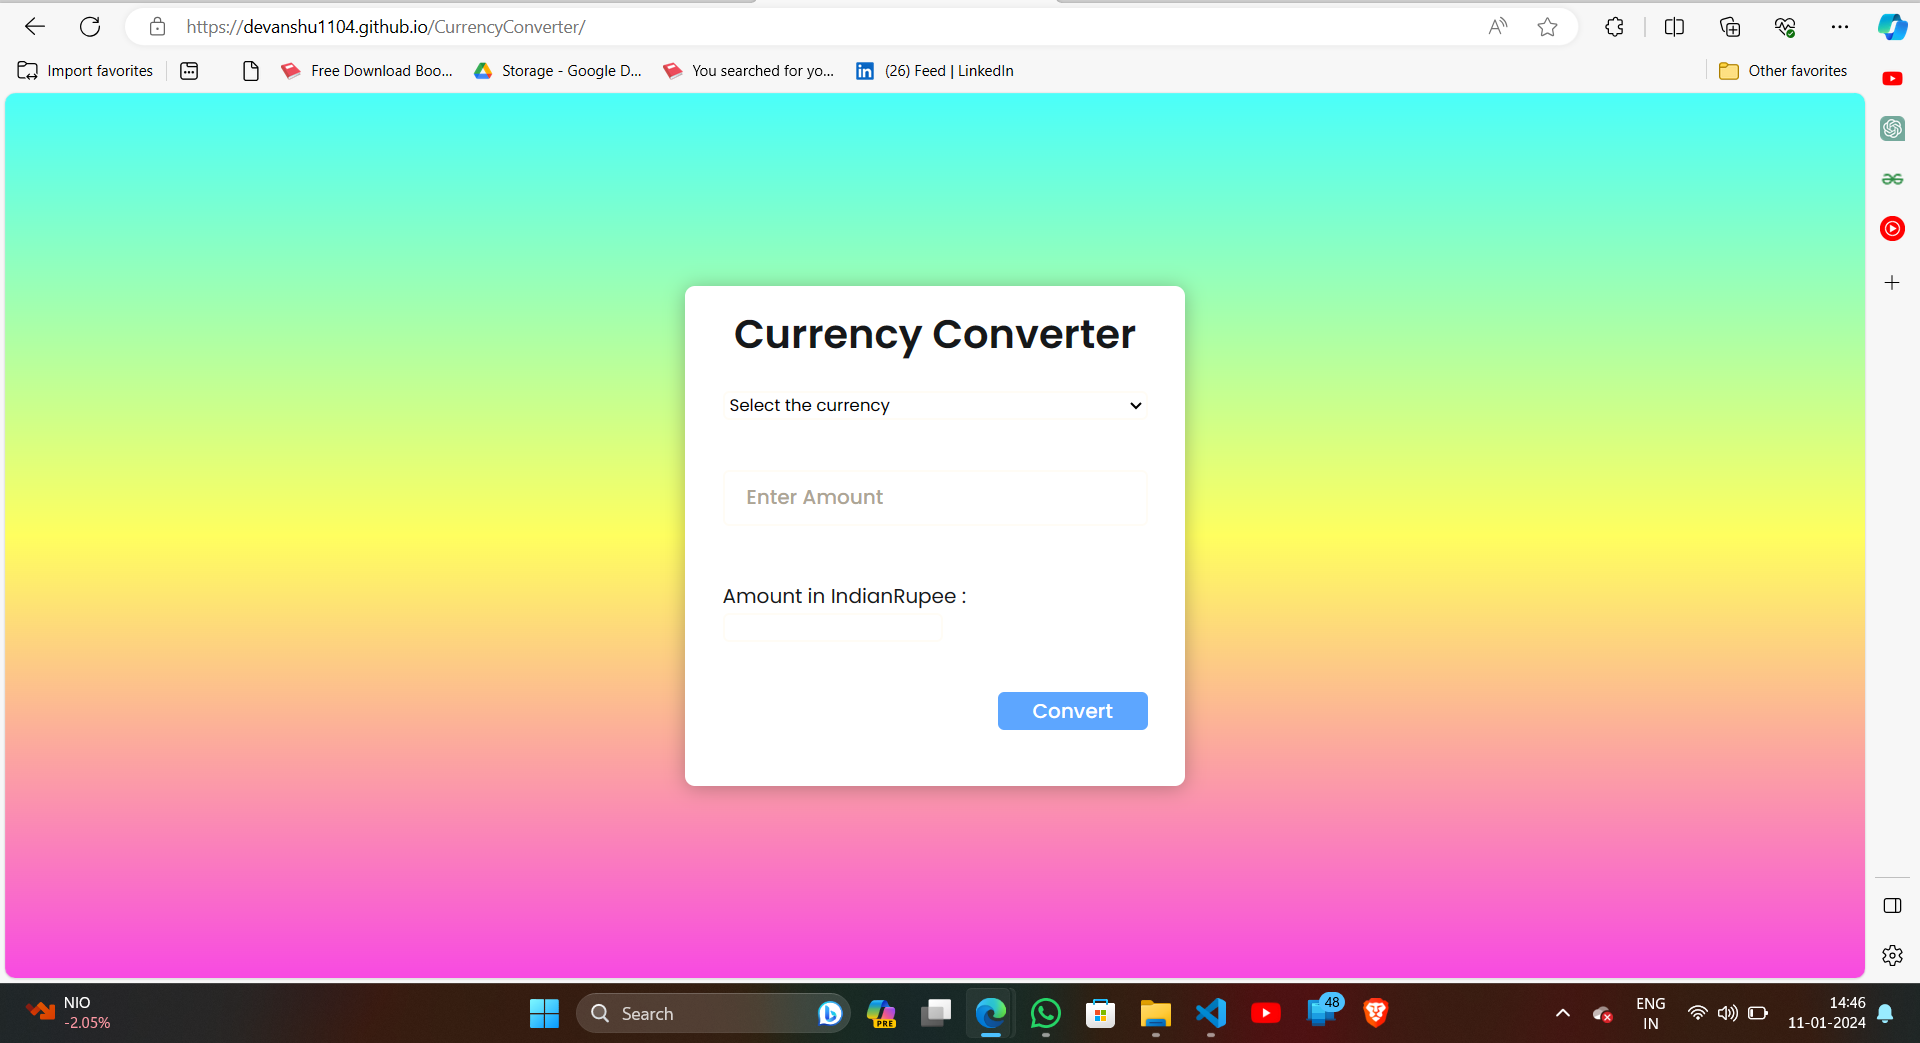 https://devanshu1104.github.io/CurrencyConverter/
Import favorites
Free Download Boo...
Storage - Google D...
You searched for yo...
(26) Feed | LinkedIn
Other favorites
Currency Converter
Select the currency
Enter Amount
Amount in IndianRupee :
Convert
NIO
-2.05%
Search
PRE
48
ENG
IN
14:46
11-01-2024